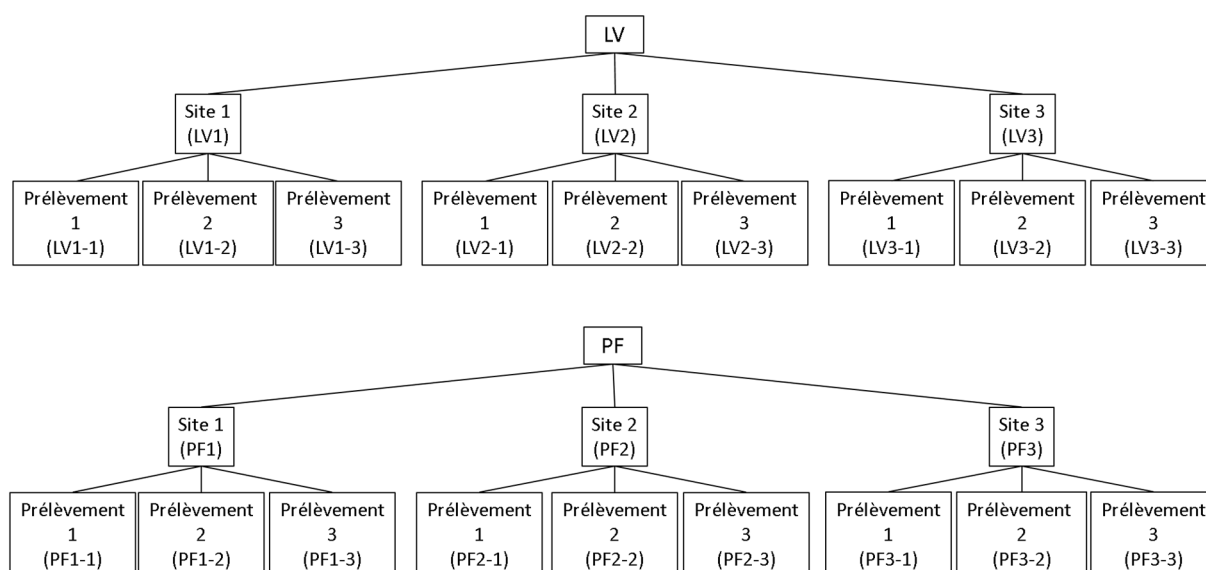 LV
Site 1
(LV1)
Site 2
(LV2)
Site 3
(LV3)
Prélèvement
1
(LV1-1)
Prélèvement
2
(LV1-2)
Prélèvement
3
(LV1-3)
Prélèvement
1
(LV2-1)
Prélèvement
2
(LV2-2)
Prélèvement
3
(LV2-3)
Prélèvement
1
(LV3-1)
Prélèvement
2
(LV3-2)
Prélèvement
3
(LV3-3)
PF
Site 1
(PF1)
Site 2
(PF2)
Site 3
(PF3)
Prélèvement
1
(PF1-1)
Prélèvement
2
(PF1-2)
Prélèvement
3
(PF1-3)
Prélèvement
1
(PF2-1)
Prélèvement
2
(PF2-2)
Prélèvement
3
(PF2-3)
Prélèvement
1
(PF3-1)
Prélèvement
2
(PF3-2)
Prélèvement
3
(PF3-3)